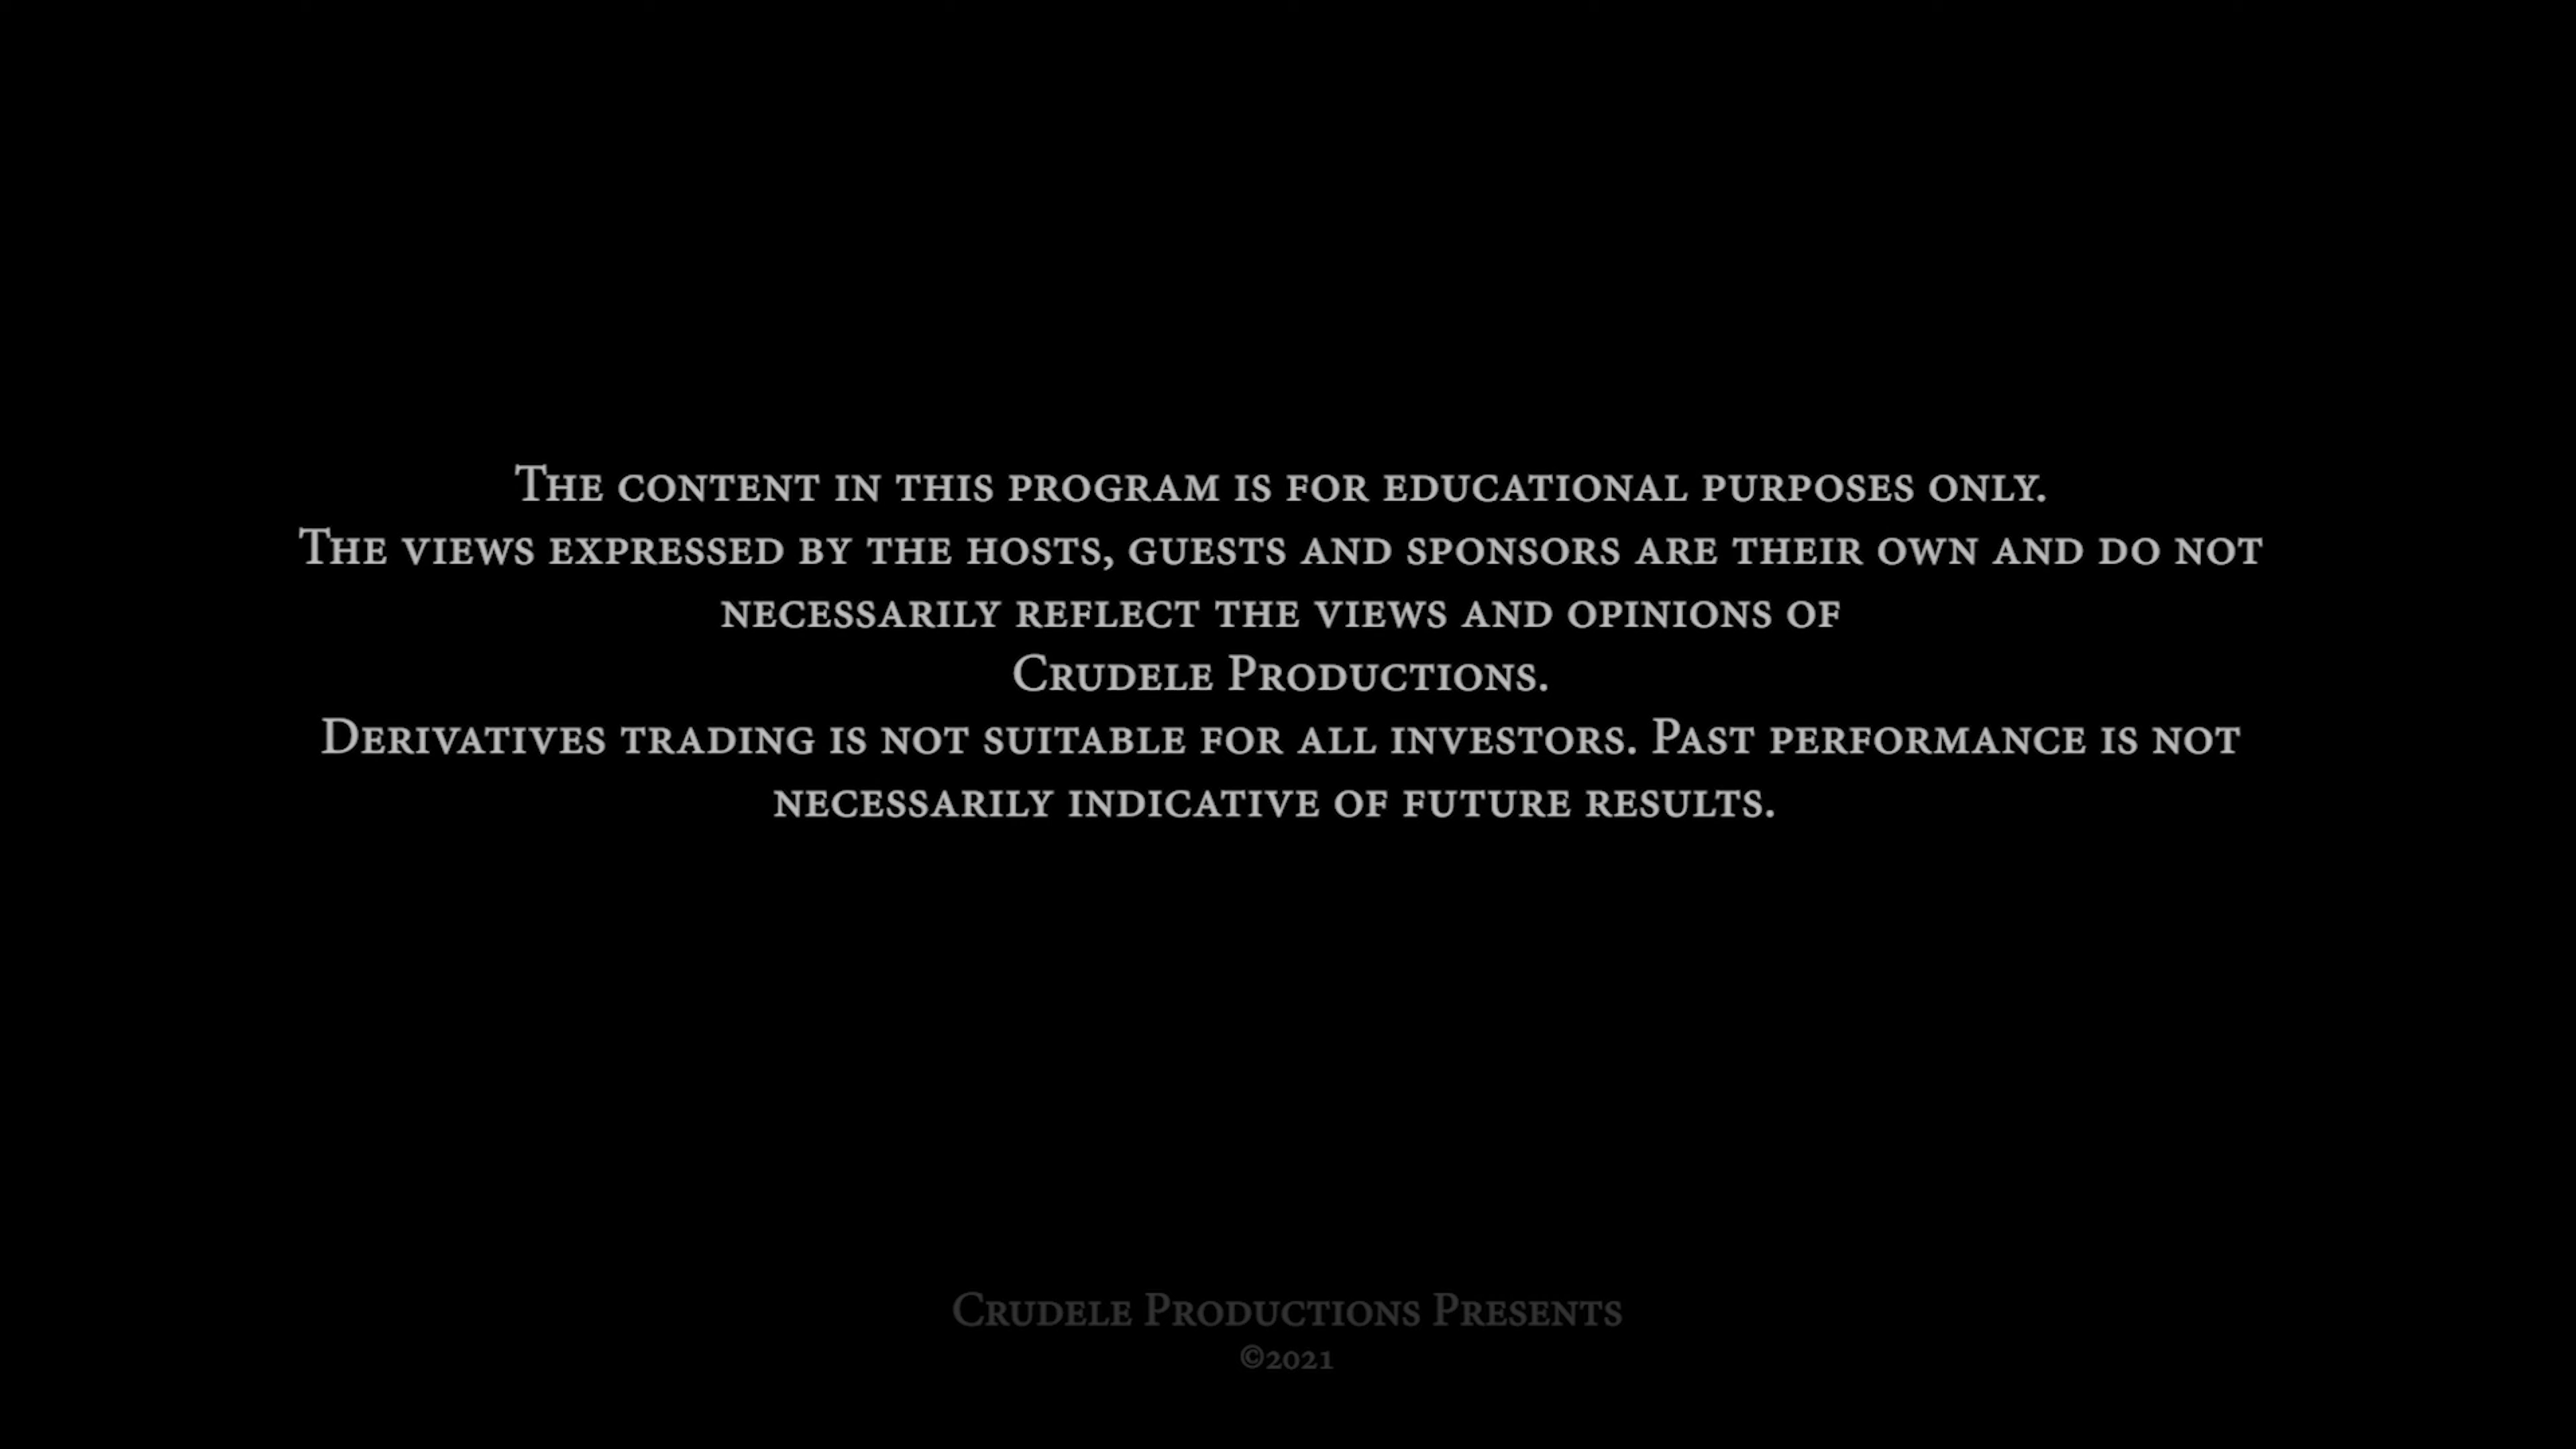 The content in this program is for educational purposes only.
The views expressed by the hosts, guests and sponsors are their own and do not
necessarily reflect the views and opinions of
Crudele Productions.
Derivatives trading is not suitable for all investors. Past performance is not
necessarily indicative of future results.
Crudele Productions Presents
©2021